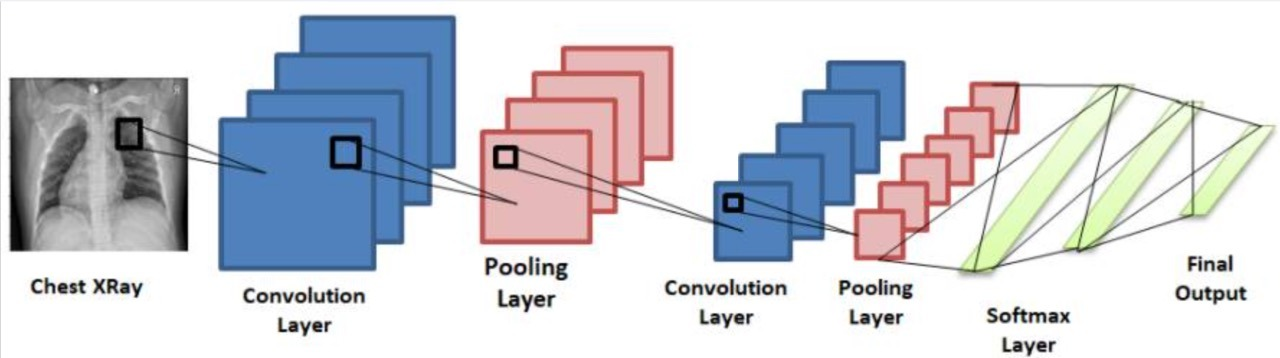 Chest XRay
Convolution
Layer
Pooling
Layer
Convolution
Layer
Pooling
Layer
Softmax
Layer
Final
Output